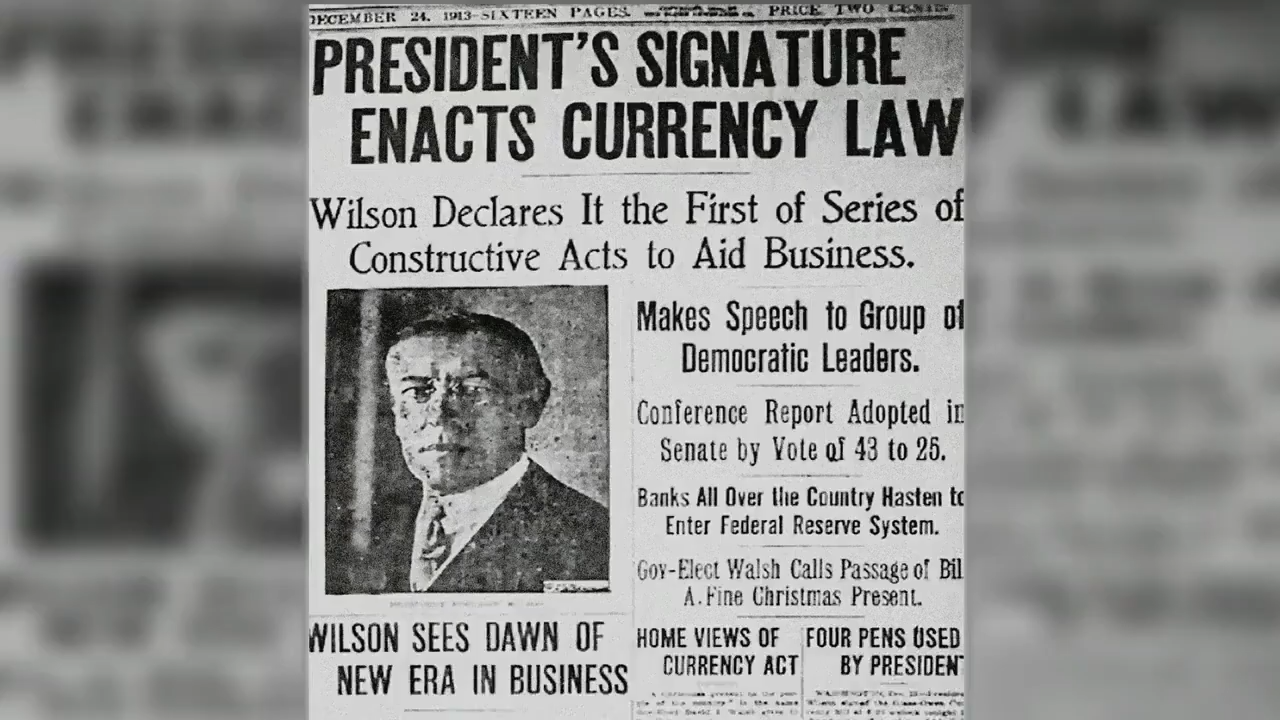 DECEMBER 24, 1913—SIXTEEN PAGES. PRICE TWO CENTS
PRESIDENT'S SIGNATURE
ENACTS CURRENCY LAW
Wilson Declares It the First of Series of
Constructive Acts to Aid Business.
Makes Speech to Group of
Democratic Leaders.
Conference Report Adopted in
Senate by Vote of 43 to 25.
Banks All Over the Country Hasten to
Enter Federal Reserve System.
Gov-Elect Walsh Calls Passage of Bil
A Fine Christmas Present.
WILSON SEES DAWN OF
NEW ERA IN BUSINESS
HOME VIEWS OF
CURRENCY ACT
FOUR PENS USED
BY PRESIDENT